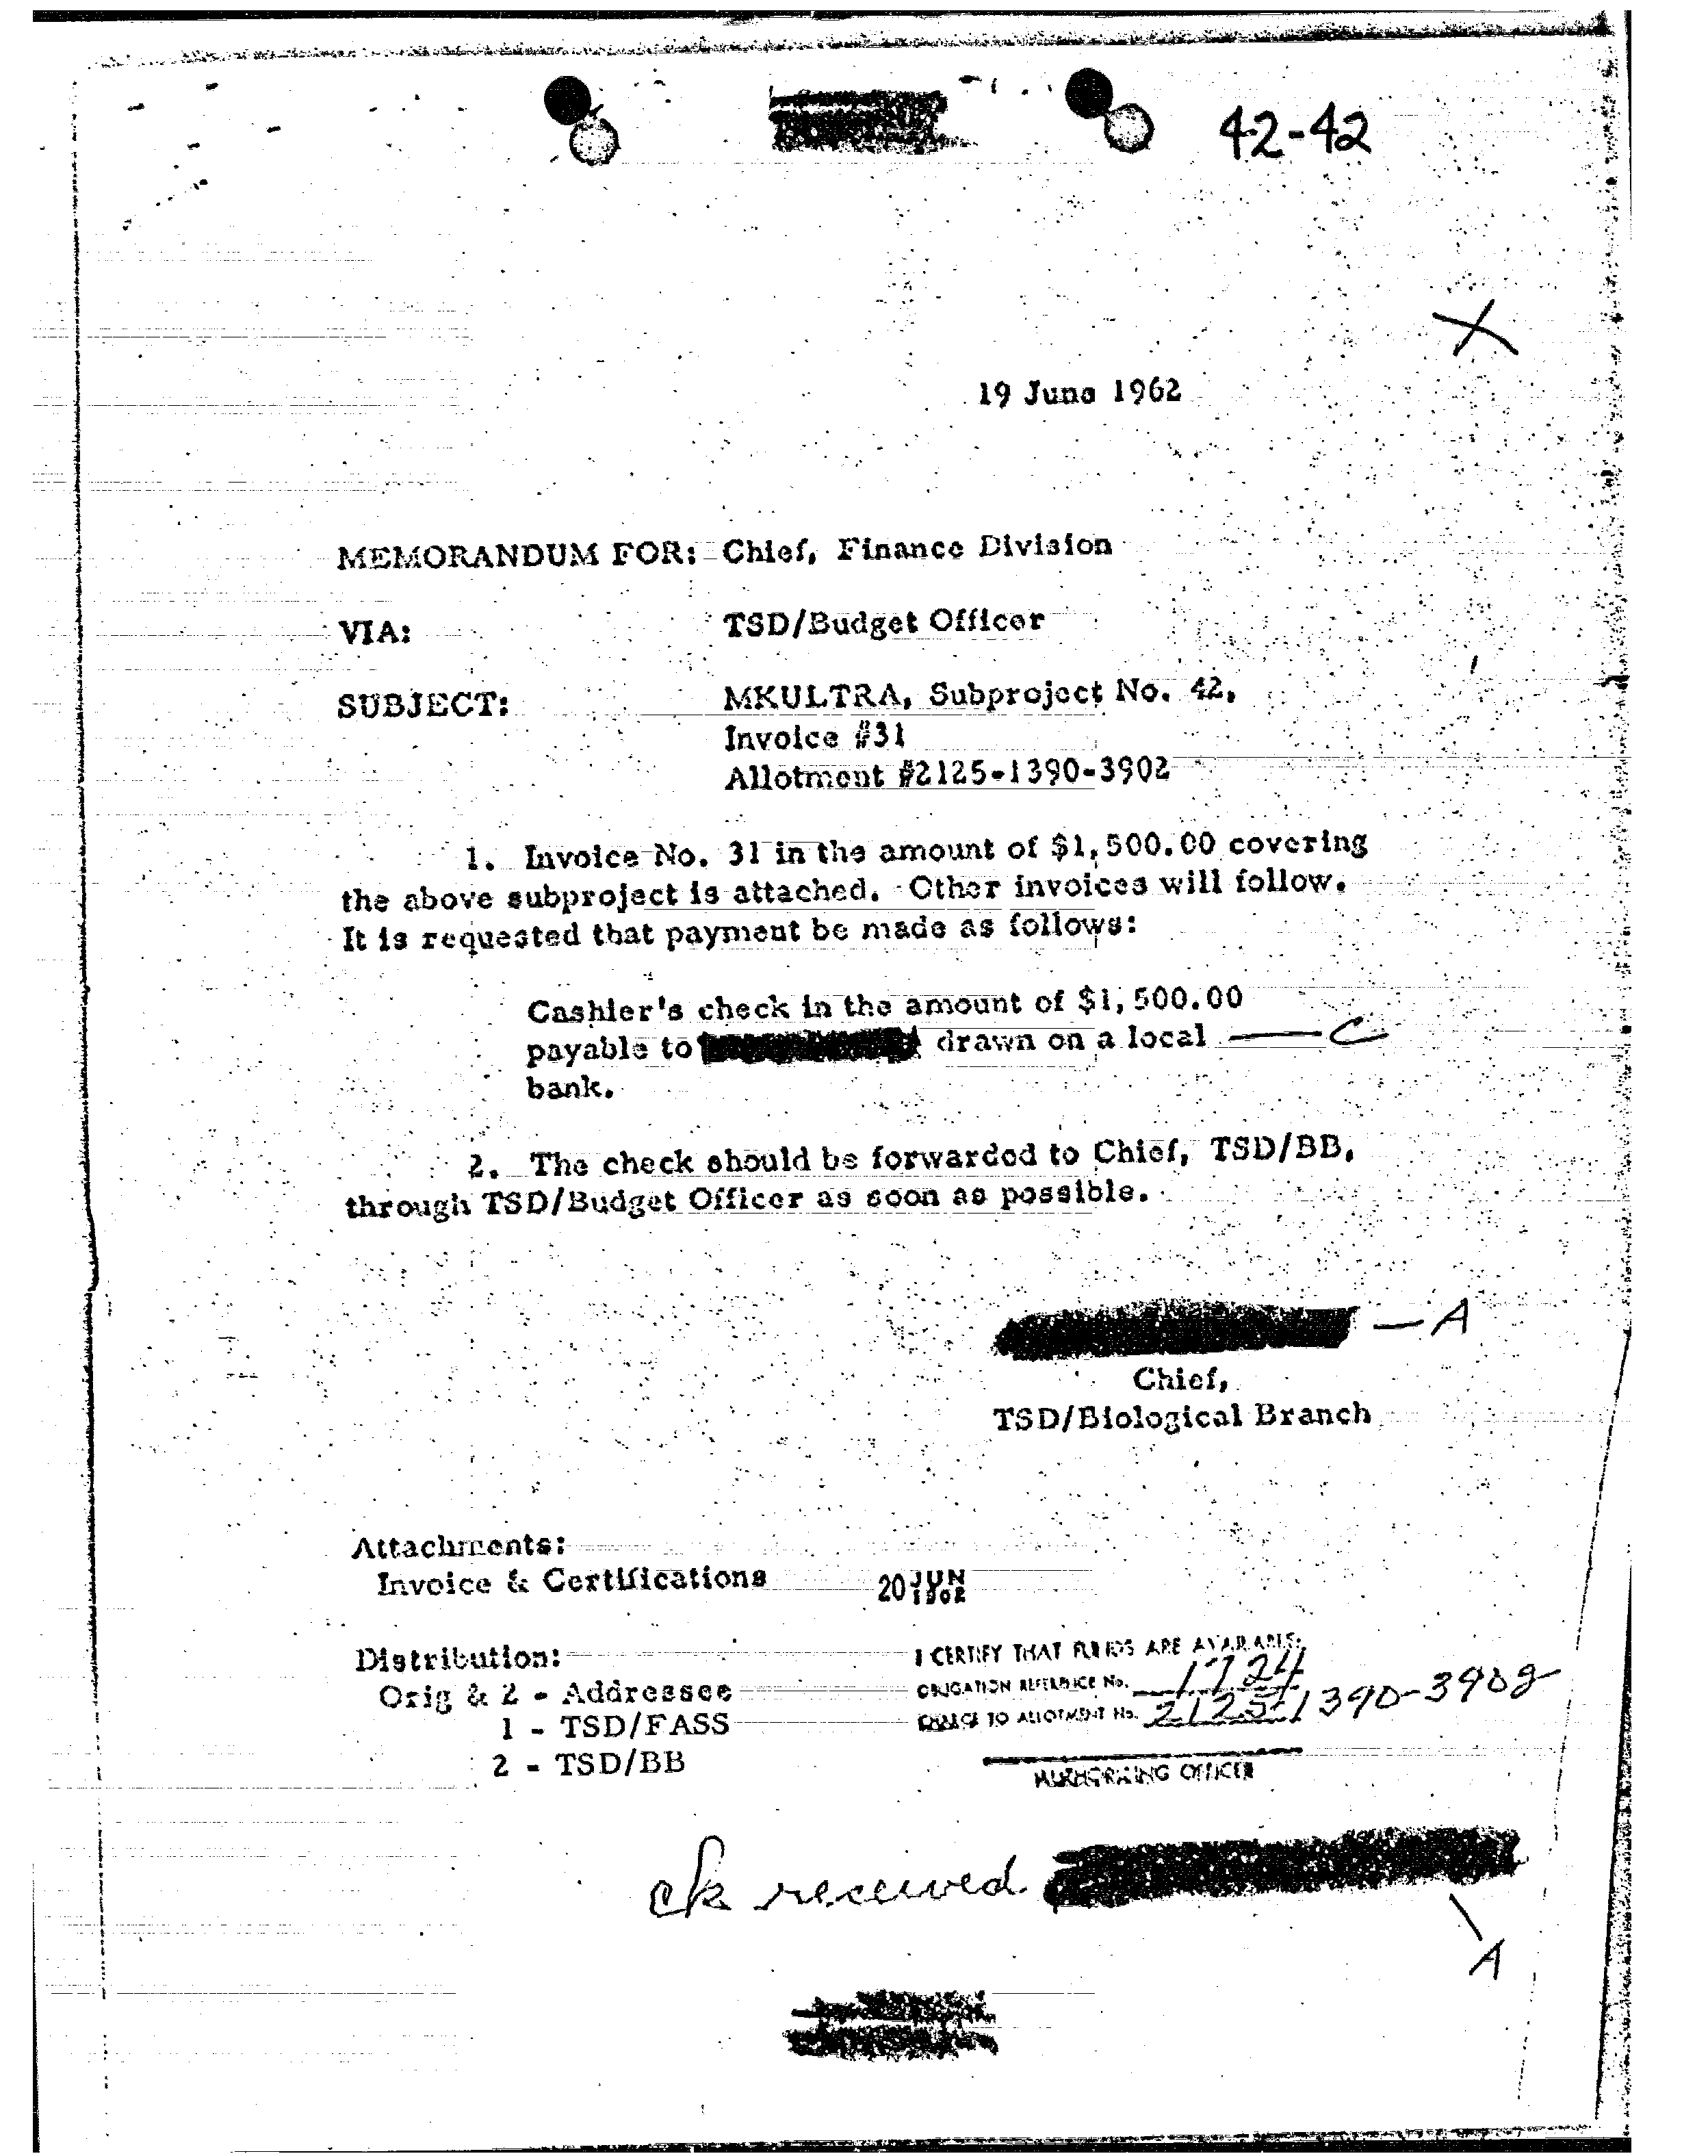 42-42
X
19 June 1962
MEMORANDUM FOR: Chief, Finance Division
VIA: TSD/Budget Officer
SUBJECT: MKULTRA, Subproject No. 42,
Invoice #31
Allotment #2125-1390-3902
1. Invoice No. 31 in the amount of $1,500.00 covering
the above subproject is attached. Other invoices will follow.
It is requested that payment be made as follows:
Cashier's check in the amount of $1,500.00
payable to drawn on a local — C
bank.
2. The check should be forwarded to Chief, TSD/BB,
through TSD/Budget Officer as soon as possible.
— A
Chief,
TSD/Biological Branch
Attachments:
Invoice & Certifications
20 JUN 1962
Distribution:
Orig & 2 - Addressee
1 - TSD/FASS
2 - TSD/BB
I CERTIFY THAT FUNDS ARE AVAILABLE:
OBLIGATION REFERENCE No. 1724
CHARGE TO ALLOTMENT No. 2125-1390-3902
AUTHORIZING OFFICER
ck received
A